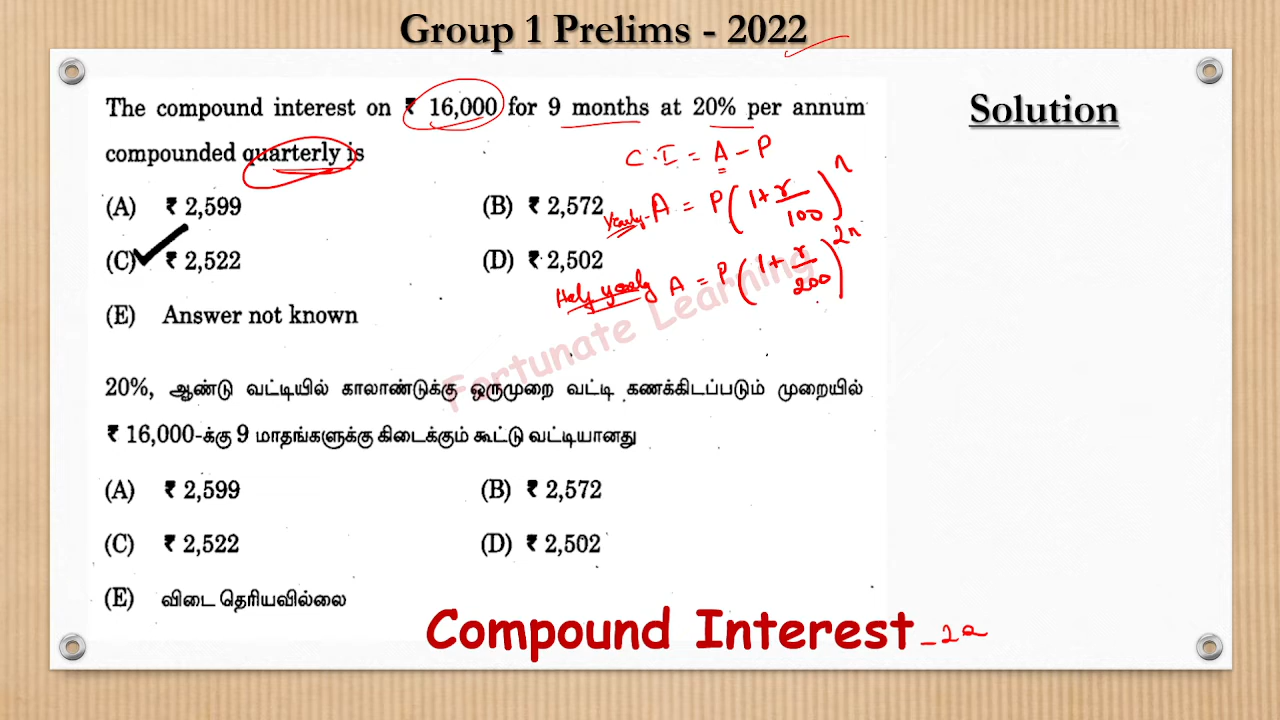 Group 1 Prelims - 2022
The compound interest on ₹ 16,000 for 9 months at 20% per annum
compounded quarterly is
(A) ₹ 2,599 (B) ₹ 2,572
(C) ₹ 2,522 (D) ₹ 2,502
(E) Answer not known
Solution
C.I = A - P
Yearly - A = P(1 + r/100)^n
Half yearly A = P(1 + r/200)^2n
Fortunate Learning
20%, ஆண்டு வட்டியில் காலாண்டுக்கு ஒருமுறை வட்டி கணக்கிடப்படும் முறையில்
₹ 16,000-க்கு 9 மாதங்களுக்கு கிடைக்கும் கூட்டு வட்டியானது
(A) ₹ 2,599 (B) ₹ 2,572
(C) ₹ 2,522 (D) ₹ 2,502
(E) விடை தெரியவில்லை
Compound Interest